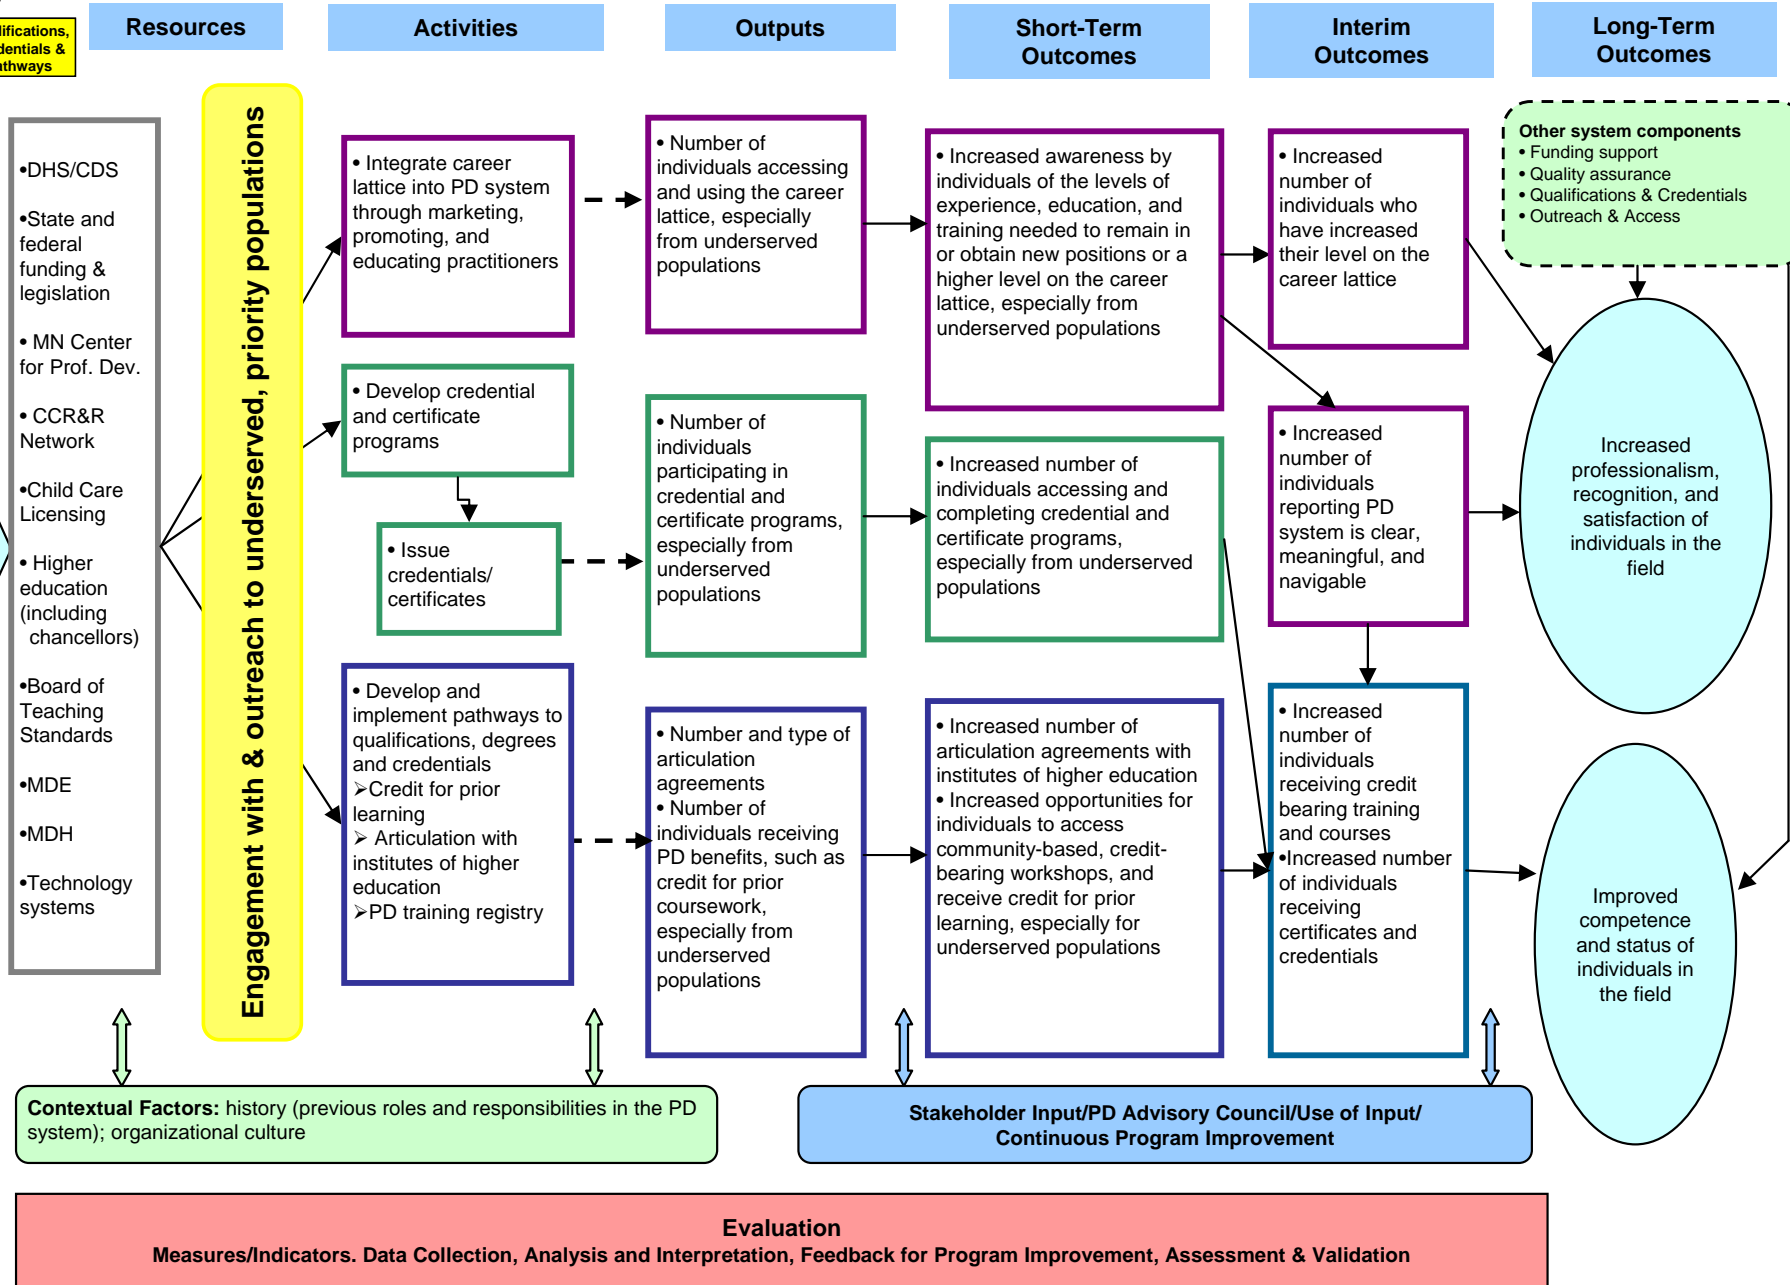 Resources
Activities
Outputs
Short-Term
Outcomes
Interim
Outcomes
Long-Term
Outcomes
lifications,
dentials &
athways
•DHS/CDS
•State and
federal
funding &
legislation
• MN Center
for Prof. Dev.
• CCR&R
Network
•Child Care
Licensing
• Higher
education
(including
chancellors)
•Board of
Teaching
Standards
•MDE
•MDH
•Technology
systems
Engagement with & outreach to underserved, priority populations
• Integrate career
lattice into PD system
through marketing,
promoting, and
educating practitioners
• Develop credential
and certificate
programs
• Issue
credentials/
certificates
• Develop and
implement pathways to
qualifications, degrees
and credentials
➢Credit for prior
learning
➢ Articulation with
institutes of higher
education
➢PD training registry
• Number of
individuals accessing
and using the career
lattice, especially
from underserved
populations
• Number of
individuals
participating in
credential and
certificate programs,
especially from
underserved
populations
• Number and type of
articulation
agreements
• Number of
individuals receiving
PD benefits, such as
credit for prior
coursework,
especially from
underserved
populations
• Increased awareness by
individuals of the levels of
experience, education, and
training needed to remain in
or obtain new positions or a
higher level on the career
lattice, especially from
underserved populations
• Increased number of
individuals accessing and
completing credential and
certificate programs,
especially from underserved
populations
• Increased number of
articulation agreements with
institutes of higher education
• Increased opportunities for
individuals to access
community-based, credit-
bearing workshops, and
receive credit for prior
learning, especially for
underserved populations
• Increased
number of
individuals who
have increased
their level on the
career lattice
• Increased
number of
individuals
reporting PD
system is clear,
meaningful, and
navigable
• Increased
number of
individuals
receiving credit
bearing training
and courses
•Increased number
of individuals
receiving
certificates and
credentials
Other system components
• Funding support
• Quality assurance
• Qualifications & Credentials
• Outreach & Access
Increased
professionalism,
recognition, and
satisfaction of
individuals in the
field
Improved
competence
and status of
individuals in
the field
Contextual Factors: history (previous roles and responsibilities in the PD
system); organizational culture
Stakeholder Input/PD Advisory Council/Use of Input/
Continuous Program Improvement
Evaluation
Measures/Indicators. Data Collection, Analysis and Interpretation, Feedback for Program Improvement, Assessment & Validation